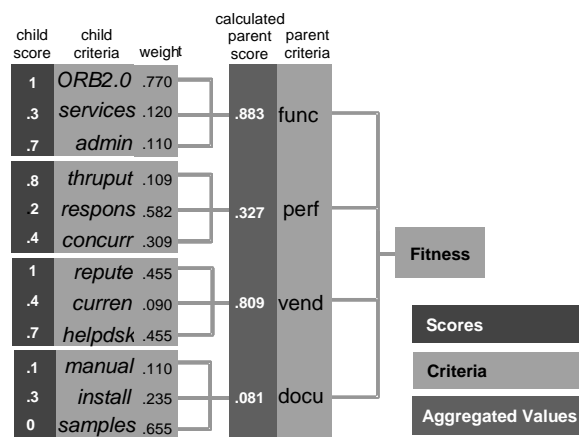 child score
child criteria
weight
calculated parent score
parent criteria
1 ORB2.0 .770
.3 services .120
.7 admin .110
.883 func
.8 thruput .109
.2 respons .582
.4 concurr .309
.327 perf
1 repute .455
.4 curren .090
.7 helpdsk .455
.809 vend
.1 manual .110
.3 install .235
0 samples .655
.081 docu
Fitness
Scores
Criteria
Aggregated Values